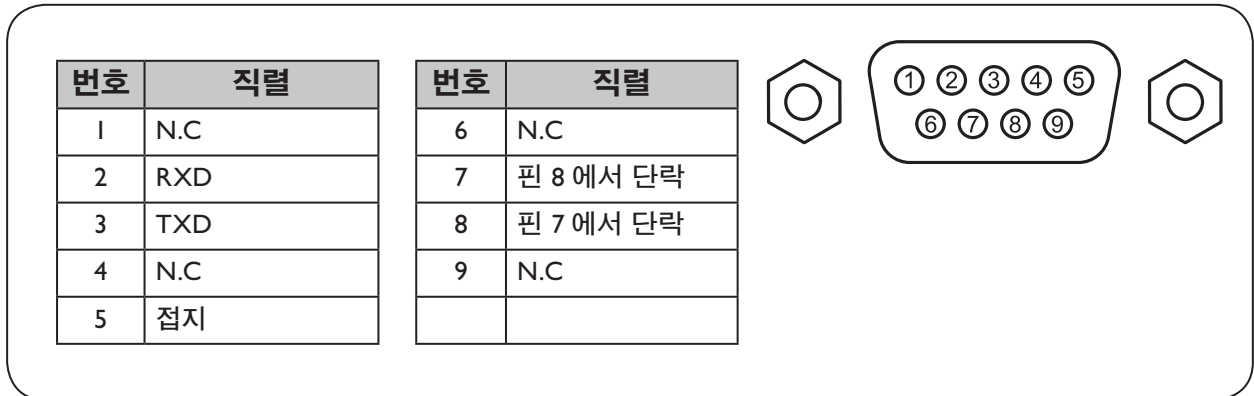 번호 직렬
1 N.C
2 RXD
3 TXD
4 N.C
5 접지
번호 직렬
6 N.C
7 핀 8 에서 단락
8 핀 7 에서 단락
9 N.C
1 2 3 4 5
6 7 8 9